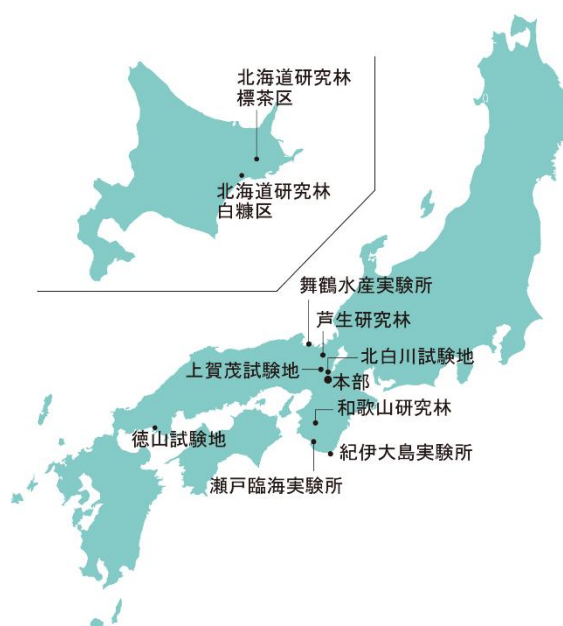 北海道研究林
標茶区
北海道研究林
白糠区
舞鶴水産実験所
芦生研究林
北白川試験地
上賀茂試験地
本部
和歌山研究林
徳山試験地
紀伊大島実験所
瀬戸臨海実験所